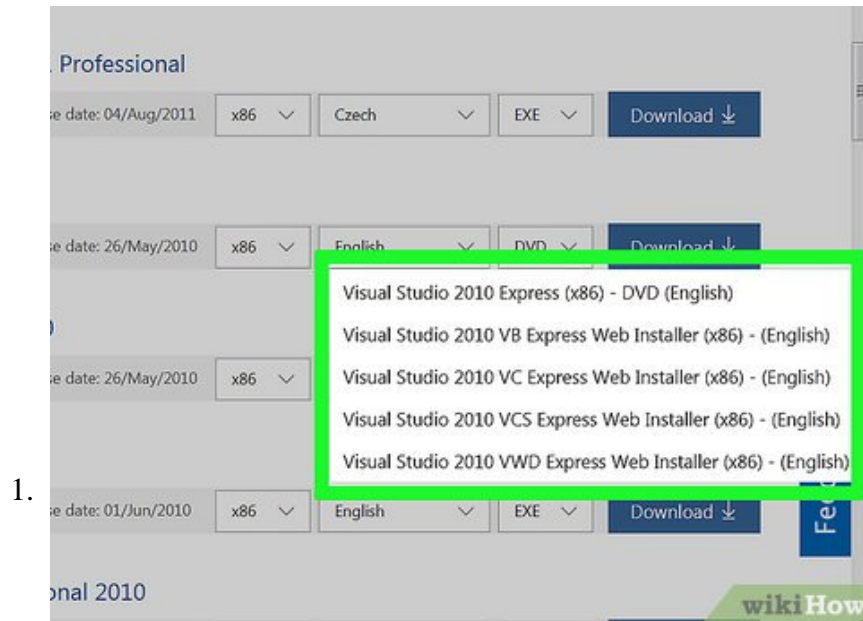 . Professional
se date: 04/Aug/2011 x86 Czech EXE Download
se date: 26/May/2010 x86 English DVD Download
Visual Studio 2010 Express (x86) - DVD (English)
Visual Studio 2010 VB Express Web Installer (x86) - (English)
se date: 26/May/2010 x86
Visual Studio 2010 VC Express Web Installer (x86) - (English)
Visual Studio 2010 VCS Express Web Installer (x86) - (English)
Visual Studio 2010 VWD Express Web Installer (x86) - (English)
1.
se date: 01/Jun/2010 x86 English EXE Download
onal 2010
wikiHow